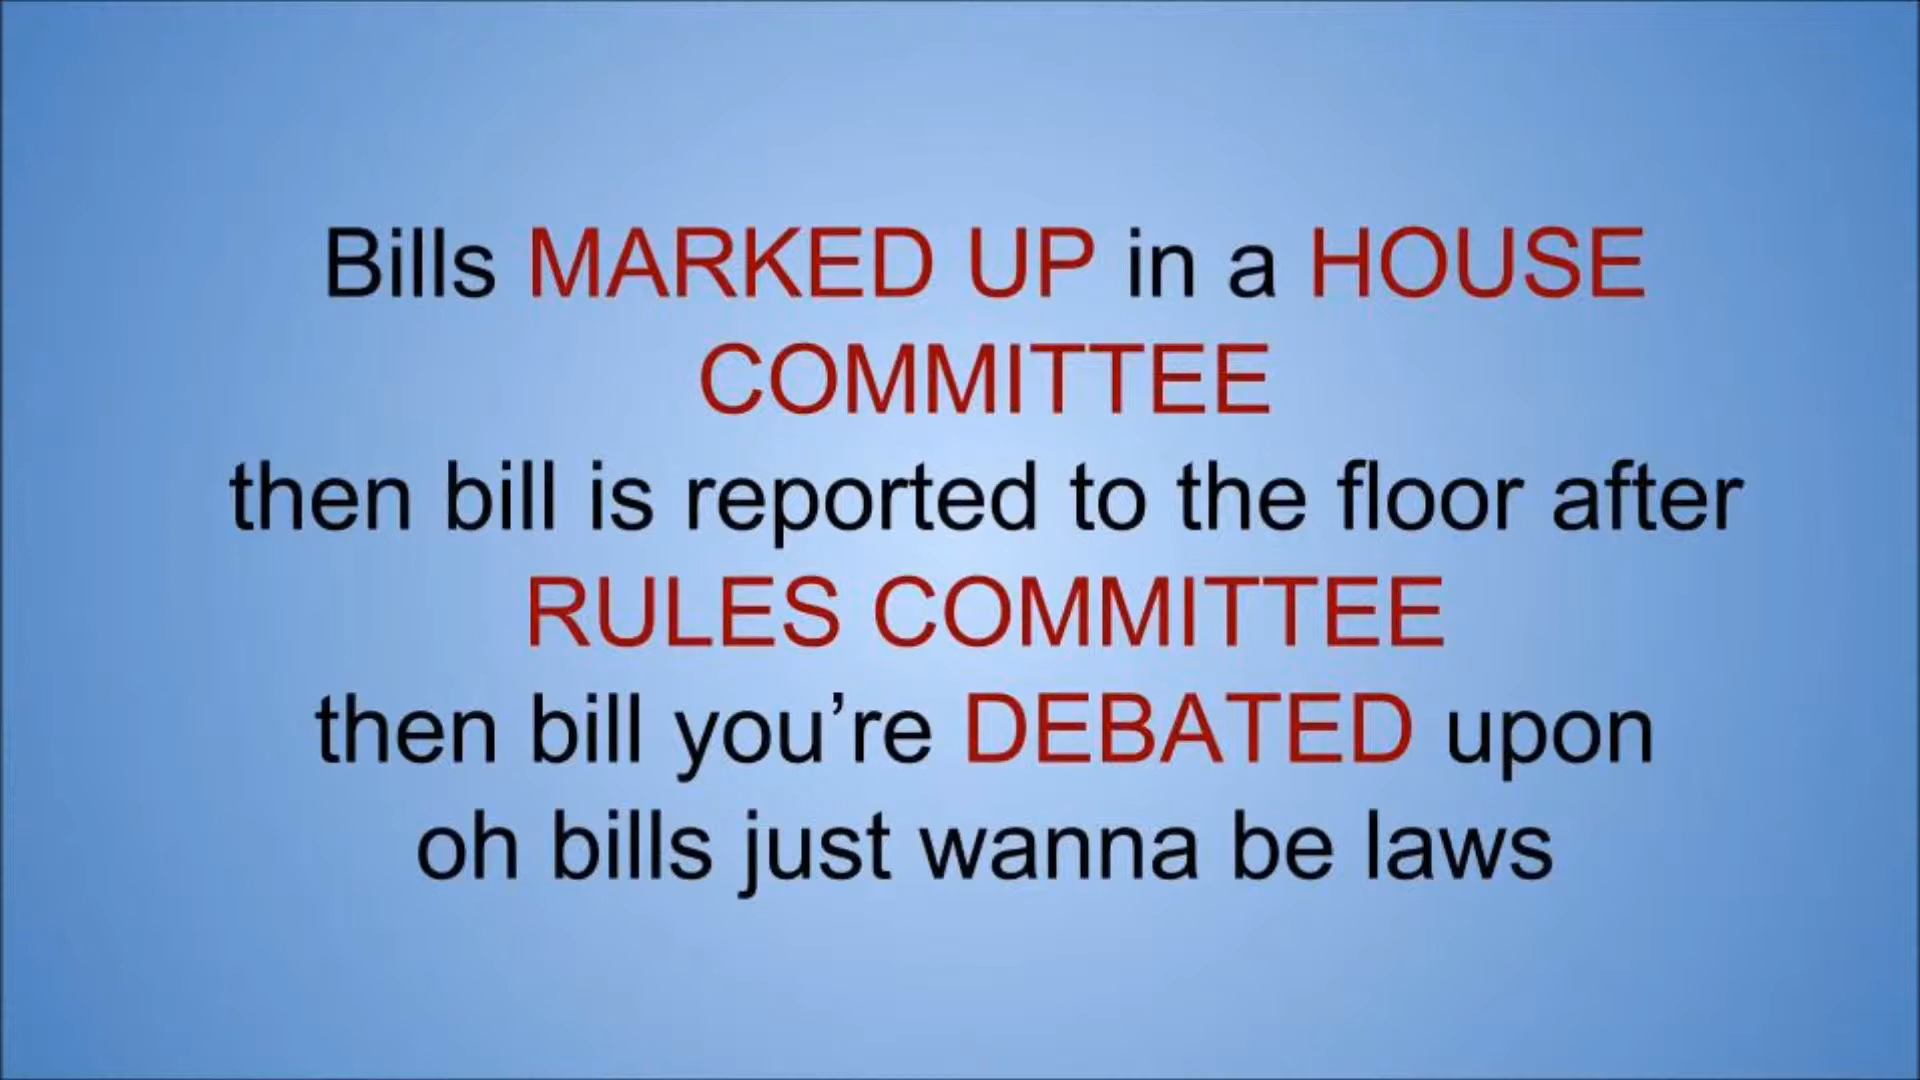 Bills MARKED UP in a HOUSE
COMMITTEE
then bill is reported to the floor after
RULES COMMITTEE
then bill you’re DEBATED upon
oh bills just wanna be laws